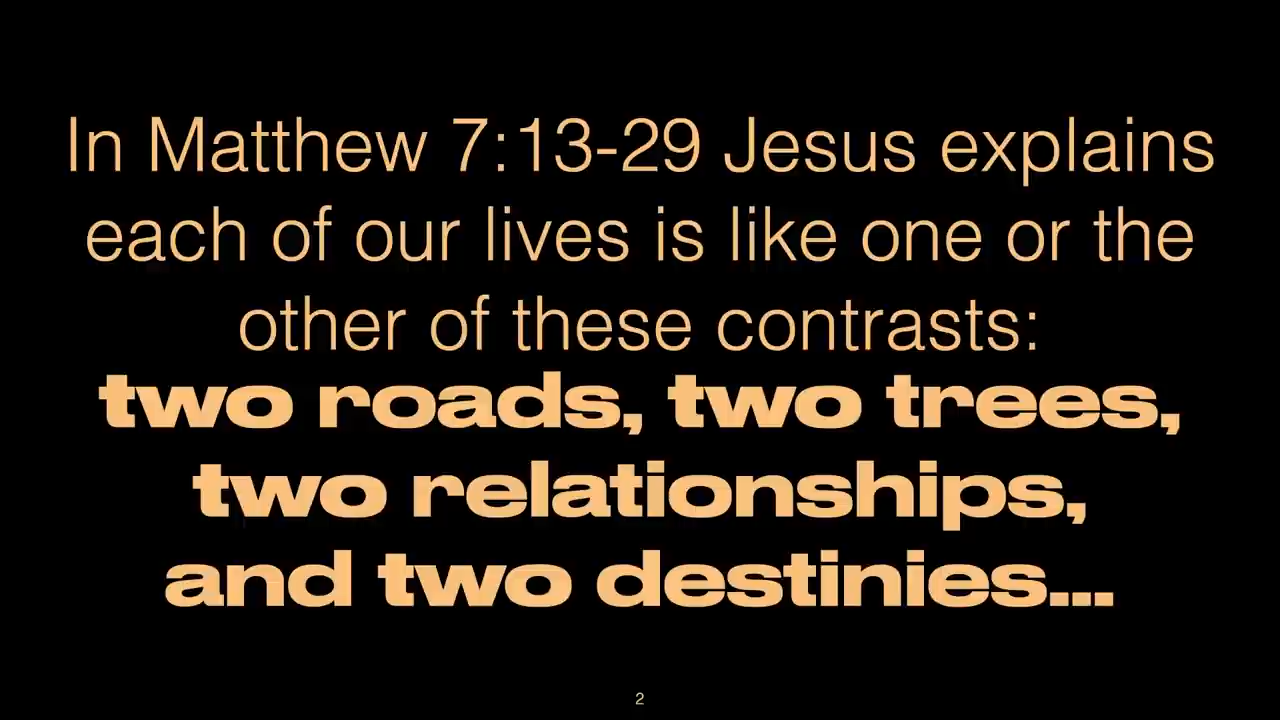 In Matthew 7:13-29 Jesus explains
each of our lives is like one or the
other of these contrasts:
two roads, two trees,
two relationships,
and two destinies...
2